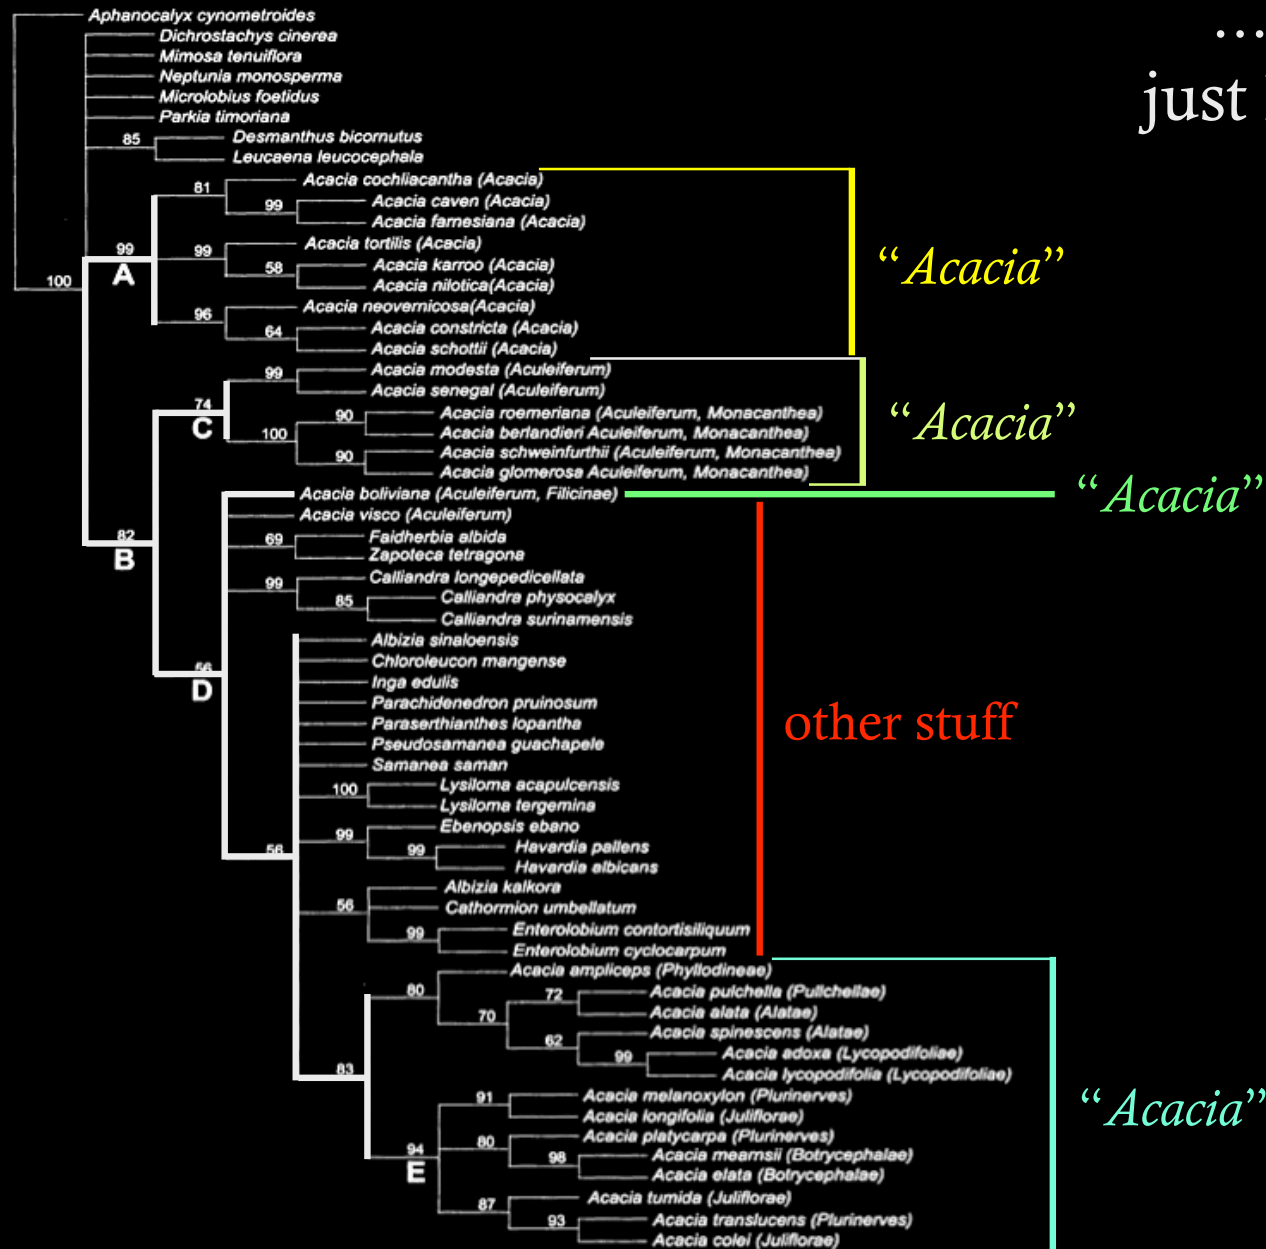 Aphanocalyx cynometroides
…
Dichrostachys cinerea
Mimosa tenuiflora
Neptunia monosperma
just
Microlobius foetidus
Parkia timoriana
85
Desmanthus bicornutus
Leucaena leucocephala
81
Acacia cochliacantha (Acacia)
99
Acacia caven (Acacia)
Acacia farnesiana (Acacia)
99
A
99
Acacia tortilis (Acacia)
58
Acacia karroo (Acacia)
Acacia nilotica(Acacia)
“Acacia”
100
96
Acacia neovernicosa(Acacia)
64
Acacia constricta (Acacia)
Acacia schottii (Acacia)
99
Acacia modesta (Aculeiferum)
Acacia senegal (Aculeiferum)
74
C
90
Acacia roemeriana (Aculeiferum, Monacanthea)
100
Acacia berlandieri Aculeiferum, Monacanthea)
“Acacia”
90
Acacia schweinfurthii (Aculeiferum, Monacanthea)
Acacia glomerosa Aculeiferum, Monacanthea)
Acacia boliviana (Aculeiferum, Filicinae)
“Acacia”
Acacia visco (Aculeiferum)
82
B
69
Faidherbia albida
Zapoteca tetragona
99
Calliandra longepedicellata
85
Calliandra physocalyx
Calliandra surinamensis
56
D
Albizia sinaloensis
Chloroleucon mangense
Inga edulis
Parachidenedron pruinosum
Paraserthianthes lopantha
other stuff
Pseudosamanea guachapele
Samanea saman
100
Lysiloma acapulcensis
Lysiloma tergemina
56
99
Ebenopsis ebano
99
Havardia pallens
Havardia albicans
56
Albizia kalkora
Cathormion umbellatum
99
Enterolobium contortisiliquum
Enterolobium cyclocarpum
80
Acacia ampliceps (Phyllodineae)
70
72
Acacia pulchella (Pullchellae)
Acacia alata (Alatae)
62
Acacia spinescens (Alatae)
99
Acacia adoxa (Lycopodifoliae)
Acacia lycopodifolia (Lycopodifoliae)
83
91
Acacia melanoxylon (Plurinerves)
Acacia longifolia (Juliflorae)
“Acacia”
94
E
80
Acacia platycarpa (Plurinerves)
98
Acacia mearnsii (Botrycephalae)
Acacia elata (Botrycephalae)
87
Acacia tumida (Juliflorae)
93
Acacia translucens (Plurinerves)
Acacia colei (Juliflorae)